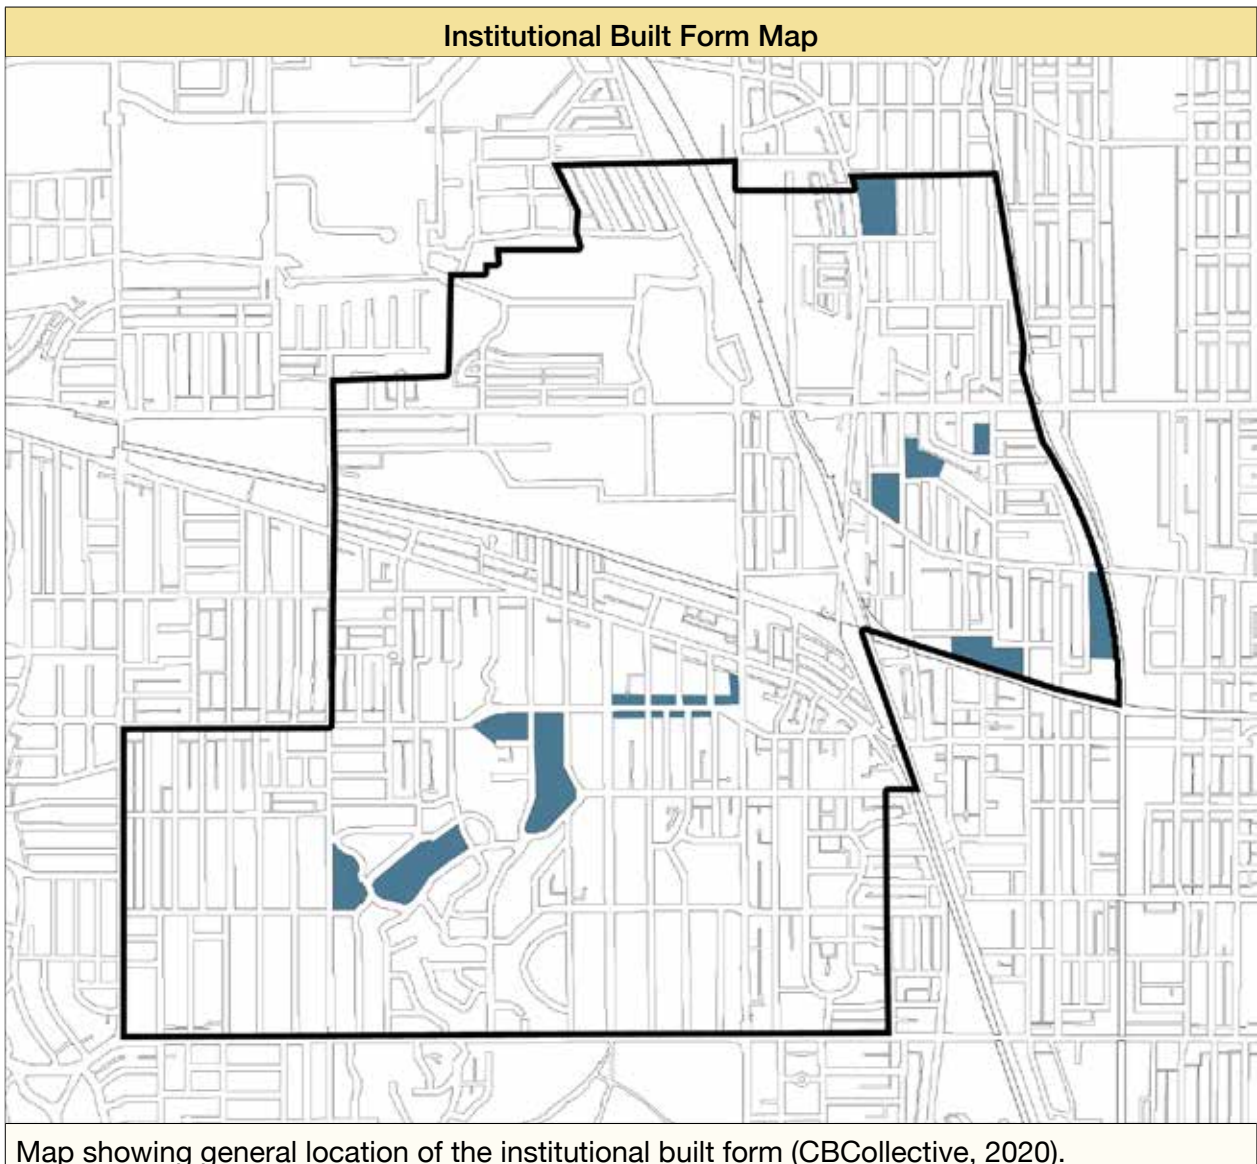 Institutional Built Form Map
Map showing general location of the institutional built form (CBCollective, 2020).